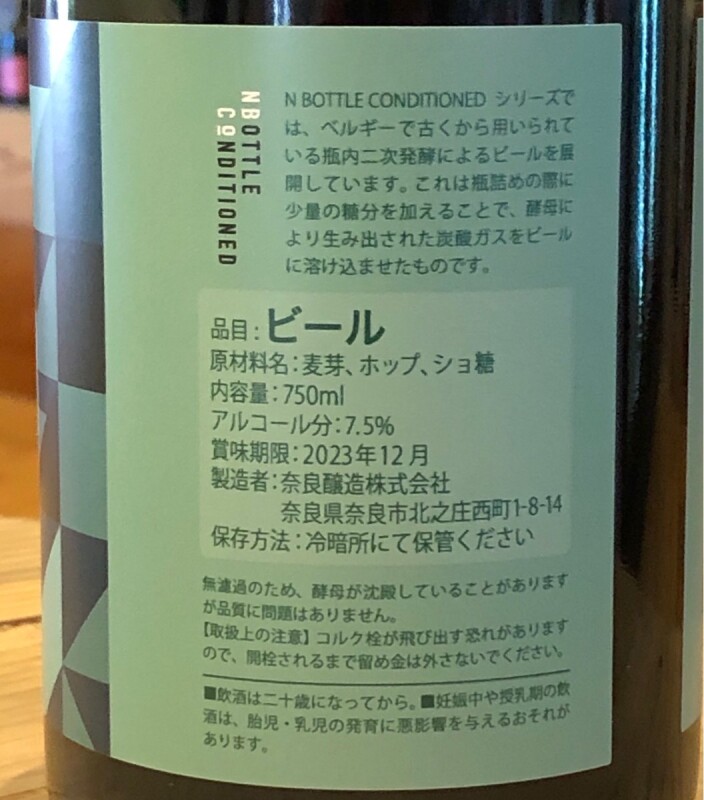 N BOTTLE
CONDITIONED
N BOTTLE CONDITIONED シリーズで
は、ベルギーで古くから用いられて
いる瓶内二次発酵によるビールを展
開しています。これは瓶詰めの際に
少量の糖分を加えることで、酵母に
より生み出された炭酸ガスをビール
に溶け込ませたものです。
品目：ビール
原材料名：麦芽、ホップ、ショ糖
内容量：750ml
アルコール分：7.5%
賞味期限：2023年12月
製造者：奈良醸造株式会社
奈良県奈良市北之庄西町1-8-14
保存方法：冷暗所にて保管ください
無濾過のため、酵母が沈殿していることがあります
が品質に問題はありません。
【取扱上の注意】コルク栓が飛び出す恐れがあります
ので、開栓されるまで留め金は外さないでください。
■飲酒は二十歳になってから。■妊娠中や授乳期の飲
酒は、胎児・乳児の発育に悪影響を与えるおそれが
あります。